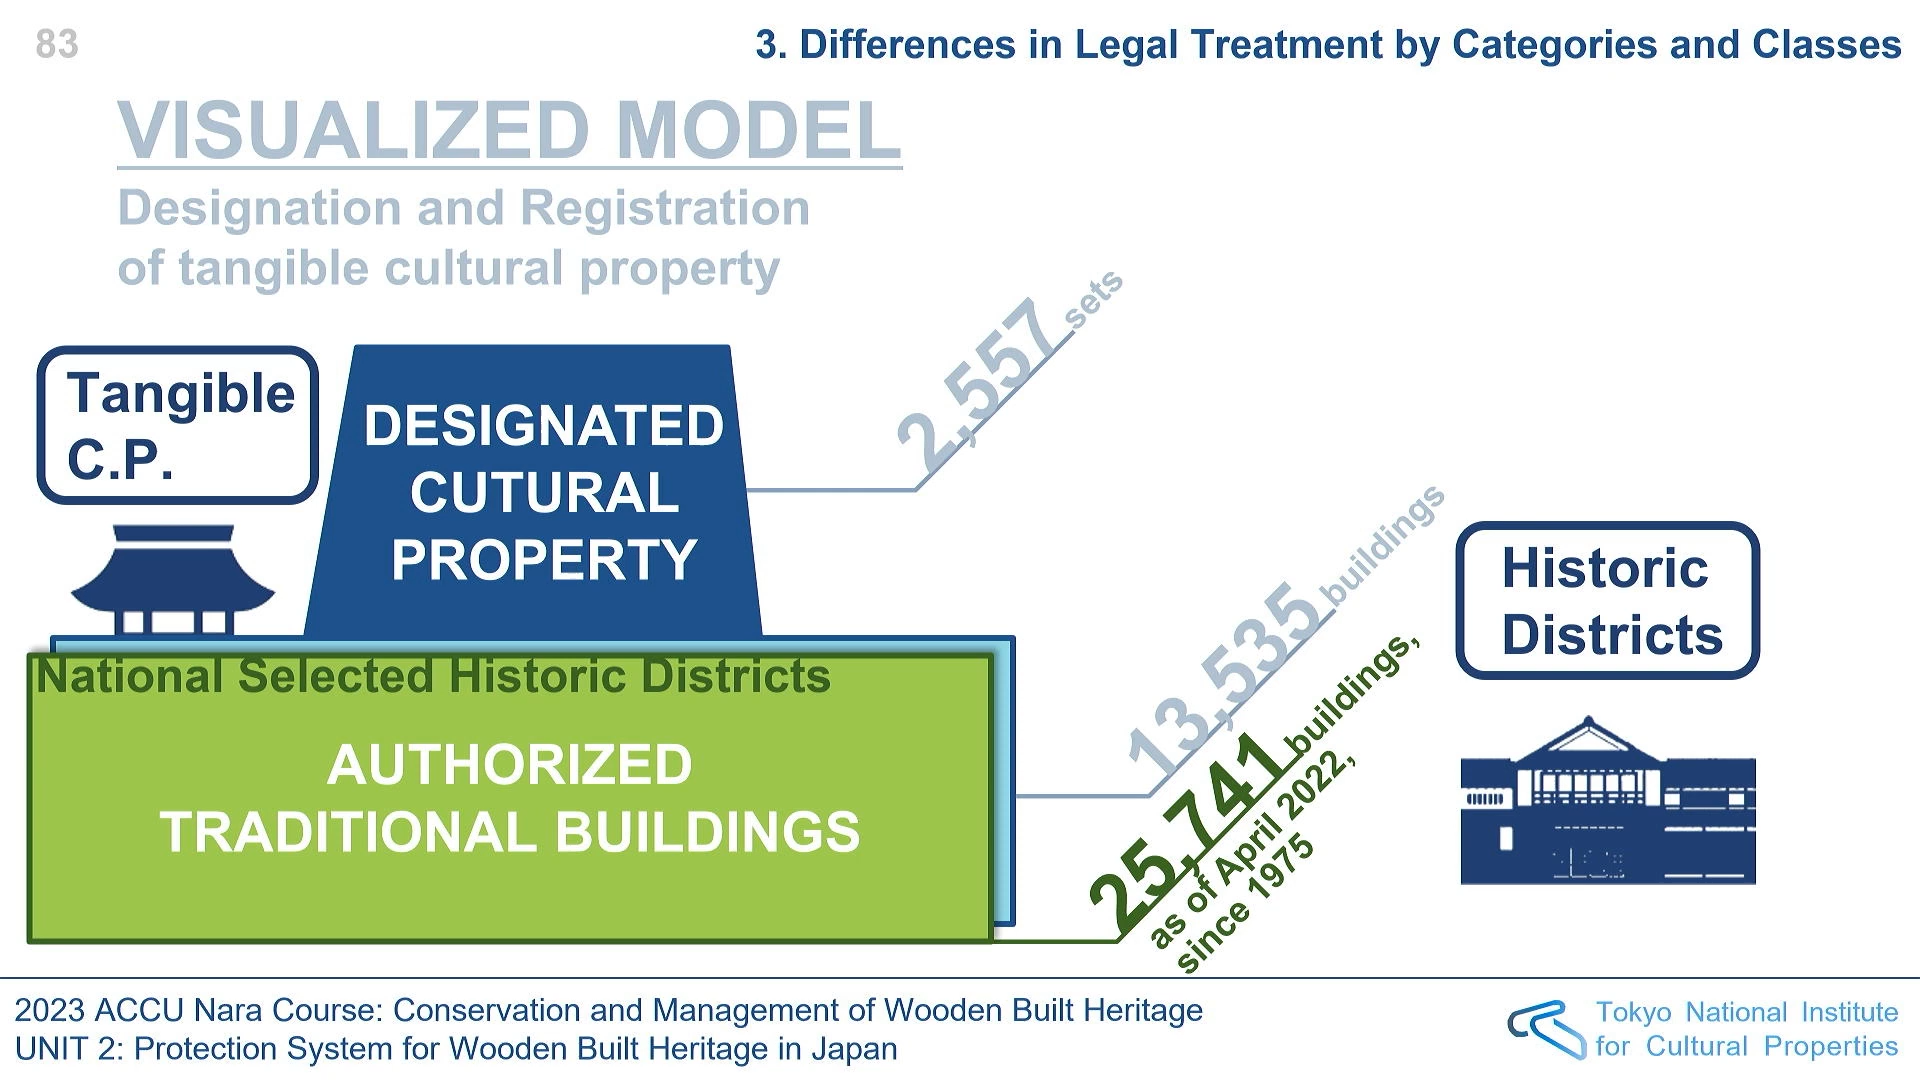 83
3. Differences in Legal Treatment by Categories and Classes
VISUALIZED MODEL
Designation and Registration
of tangible cultural property
Tangible
C.P.
DESIGNATED
CUTURAL
PROPERTY
2,557 sets
13,535 buildings
Historic
Districts
National Selected Historic Districts
AUTHORIZED
TRADITIONAL BUILDINGS
25,741 buildings,
as of April 2022,
since 1975
2023 ACCU Nara Course: Conservation and Management of Wooden Built Heritage
UNIT 2: Protection System for Wooden Built Heritage in Japan
Tokyo National Institute
for Cultural Properties